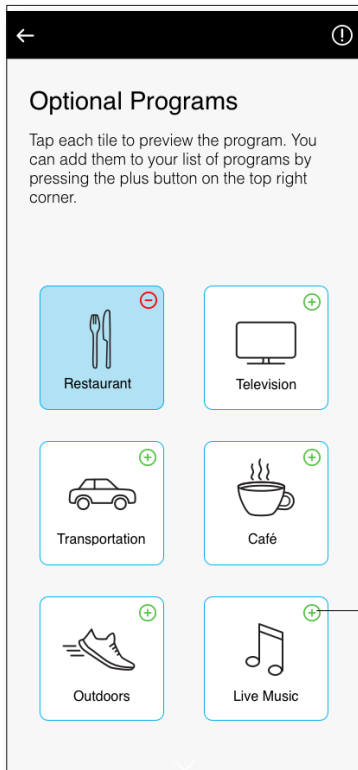 Optional Programs
Tap each tile to preview the program. You
can add them to your list of programs by
pressing the plus button on the top right
corner.
Restaurant
Television
Transportation
Café
Outdoors
Live Music